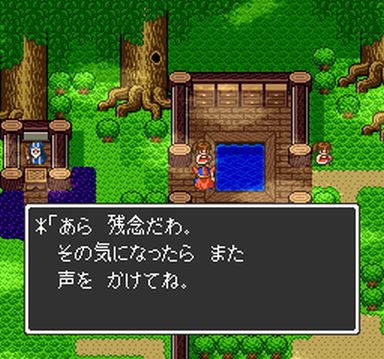 *「あら 残念だわ。
その気になったら また
声を かけてね。